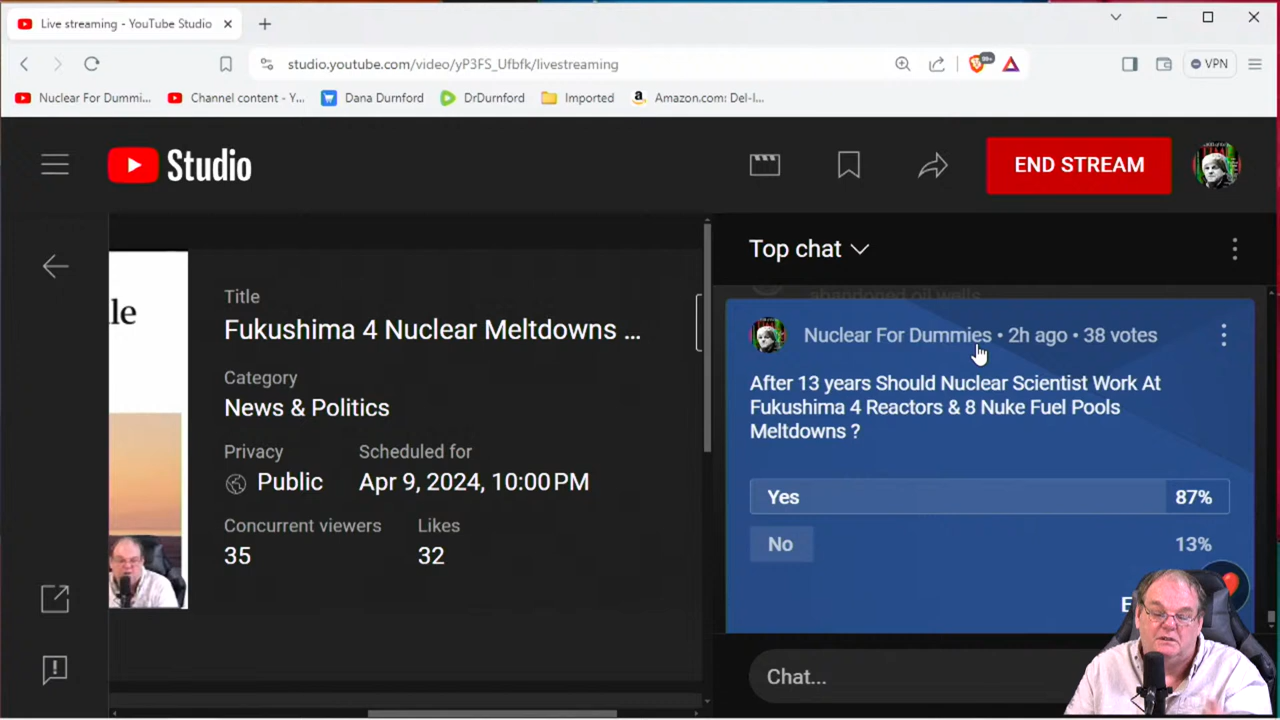 Live streaming - YouTube Studio
studio.youtube.com/video/yP3FS_Ufbfk/livestreaming
99+
VPN
Nuclear For Dummi...
Channel content - Y...
Dana Durnford
DrDurnford
Imported
Amazon.com: Del-I...
Studio
END STREAM
le
Title
Fukushima 4 Nuclear Meltdowns ...
Category
News & Politics
Privacy
Scheduled for
Public
Apr 9, 2024, 10:00 PM
Concurrent viewers
Likes
35
32
Top chat
abandoned oil wells
Nuclear For Dummies • 2h ago • 38 votes
After 13 years Should Nuclear Scientist Work At
Fukushima 4 Reactors & 8 Nuke Fuel Pools
Meltdowns ?
Yes 87%
No 13%
Chat...